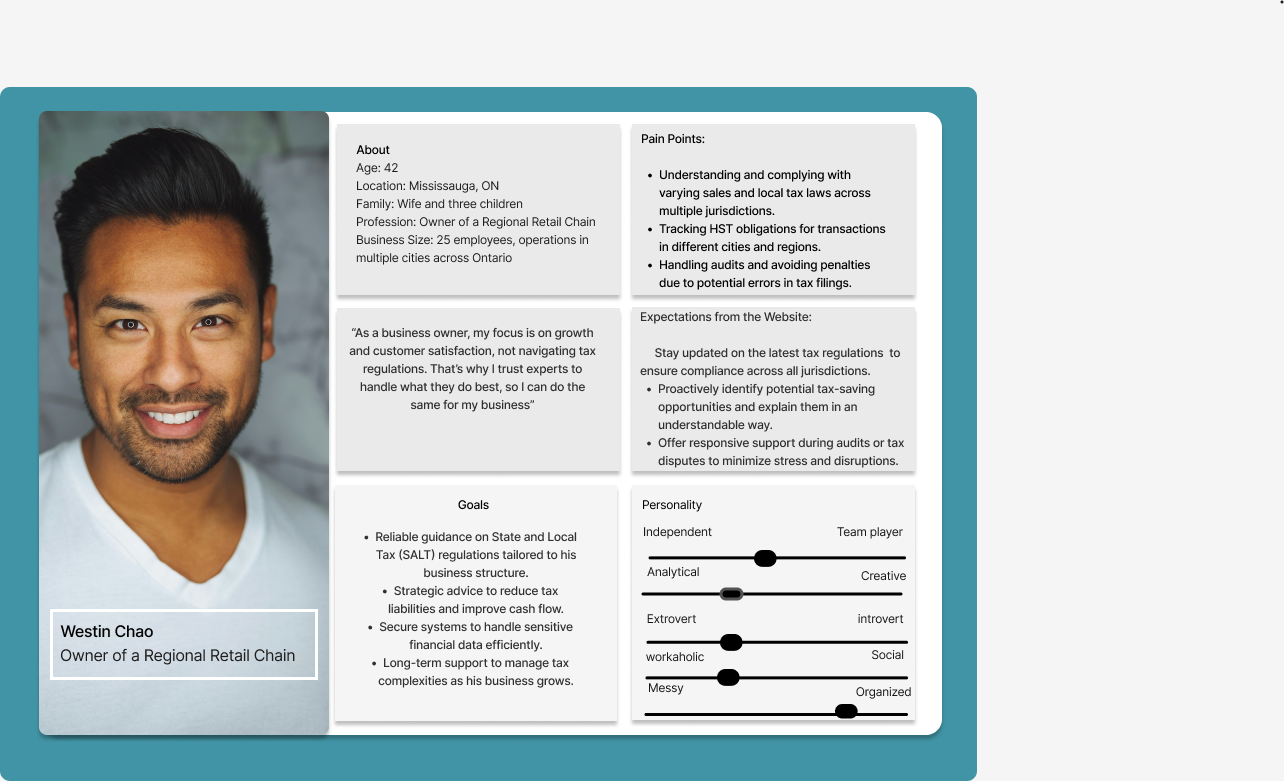 About
Age: 42
Location: Mississauga, ON
Family: Wife and three children
Profession: Owner of a Regional Retail Chain
Business Size: 25 employees, operations in
multiple cities across Ontario
Pain Points:
• Understanding and complying with
varying sales and local tax laws across
multiple jurisdictions.
• Tracking HST obligations for transactions
in different cities and regions.
• Handling audits and avoiding penalties
due to potential errors in tax filings.
“As a business owner, my focus is on growth
and customer satisfaction, not navigating tax
regulations. That’s why I trust experts to
handle what they do best, so I can do the
same for my business”
Expectations from the Website:
Stay updated on the latest tax regulations  to
ensure compliance across all jurisdictions.
• Proactively identify potential tax-saving
opportunities and explain them in an
understandable way.
• Offer responsive support during audits or tax
disputes to minimize stress and disruptions.
Goals
• Reliable guidance on State and Local
Tax (SALT) regulations tailored to his
business structure.
• Strategic advice to reduce tax
liabilities and improve cash flow.
• Secure systems to handle sensitive
financial data efficiently.
• Long-term support to manage tax
complexities as his business grows.
Personality
Independent Team player
Analytical Creative
Extrovert introvert
workaholic Social
Messy Organized
Westin Chao
Owner of a Regional Retail Chain